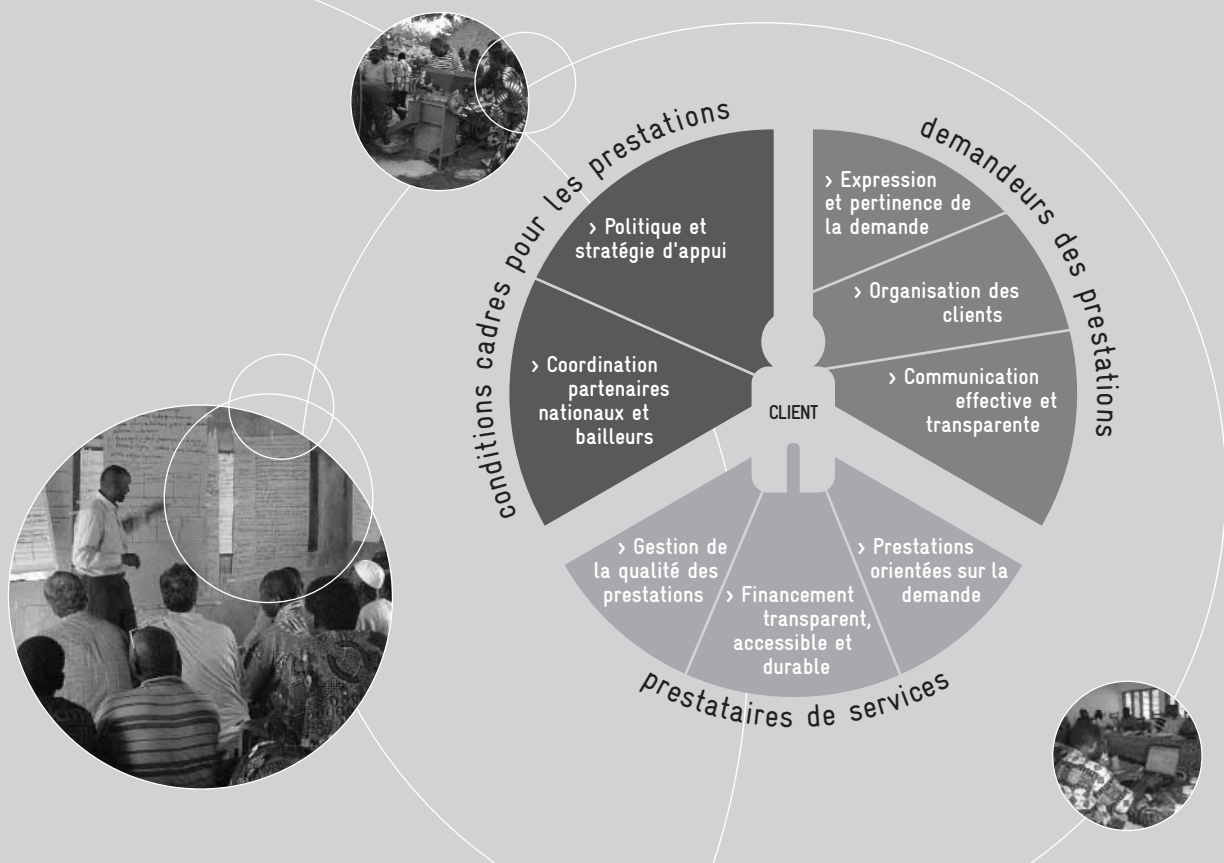 conditions cadres pour les prestations
> Politique et
stratégie d'appui
> Coordination
partenaires
nationaux et
bailleurs
demandeurs des prestations
> Expression
et pertinence de
la demande
> Organisation des
clients
> Communication
effective et
transparente
CLIENT
> Gestion de
la qualité des
prestations
> Financement
transparent,
accessible et
durable
> Prestations
orientées sur la
demande
prestataires de services